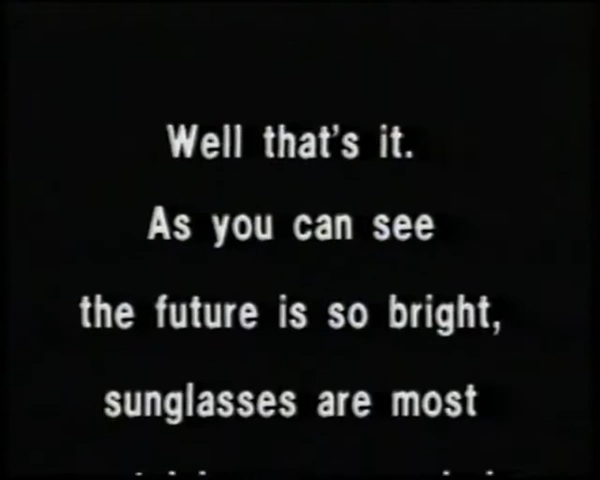 Well that's it.
As you can see
the future is so bright,
sunglasses are most